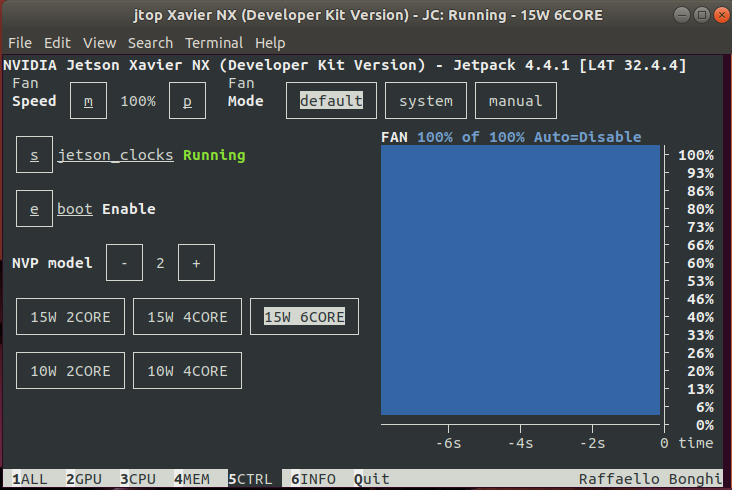 jtop Xavier NX (Developer Kit Version) - JC: Running - 15W 6CORE
File Edit View Search Terminal Help
NVIDIA Jetson Xavier NX (Developer Kit Version) - Jetpack 4.4.1 [L4T 32.4.4]
Fan Fan
Speed m 100% p Mode default system manual
FAN 100% of 100% Auto=Disable
s jetson_clocks Running 100%
93%
86%
e boot Enable 80%
73%
66%
NVP model - 2 + 60%
53%
46%
15W 2CORE 15W 4CORE 15W 6CORE 40%
33%
26%
10W 2CORE 10W 4CORE 20%
13%
6%
0%
-6s -4s -2s 0 time
1ALL 2GPU 3CPU 4MEM 5CTRL 6INFO Quit Raffaello Bonghi